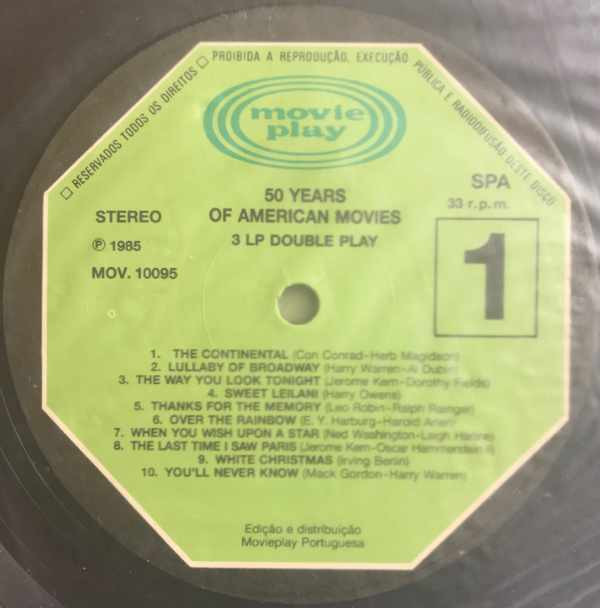 □ RESERVADOS TODOS OS DIREITOS □ PROIBIDA A REPRODUÇÃO, EXECUÇÃO PÚBLICA E RADIODIFUSÃO DESTE DISCO
movie
play
SPA
33 r.p.m.
50 YEARS
OF AMERICAN MOVIES
3 LP DOUBLE PLAY
STEREO
Ⓟ 1985
MOV. 10095
1
1. THE CONTINENTAL (Con Conrad-Herb Magidson)
2. LULLABY OF BROADWAY (Harry Warren-Al Dubin)
3. THE WAY YOU LOOK TONIGHT (Jerome Kern-Dorothy Fields)
4. SWEET LEILANI (Harry Owens)
5. THANKS FOR THE MEMORY (Leo Robin-Ralph Rainger)
6. OVER THE RAINBOW (E. Y. Harburg-Harold Arlen)
7. WHEN YOU WISH UPON A STAR (Ned Washington-Leigh Harline)
8. THE LAST TIME I SAW PARIS (Jerome Kern-Oscar Hammerstein II)
9. WHITE CHRISTMAS (Irving Berlin)
10. YOU'LL NEVER KNOW (Mack Gordon-Harry Warren)
Edição e distribuição
Movieplay Portuguesa